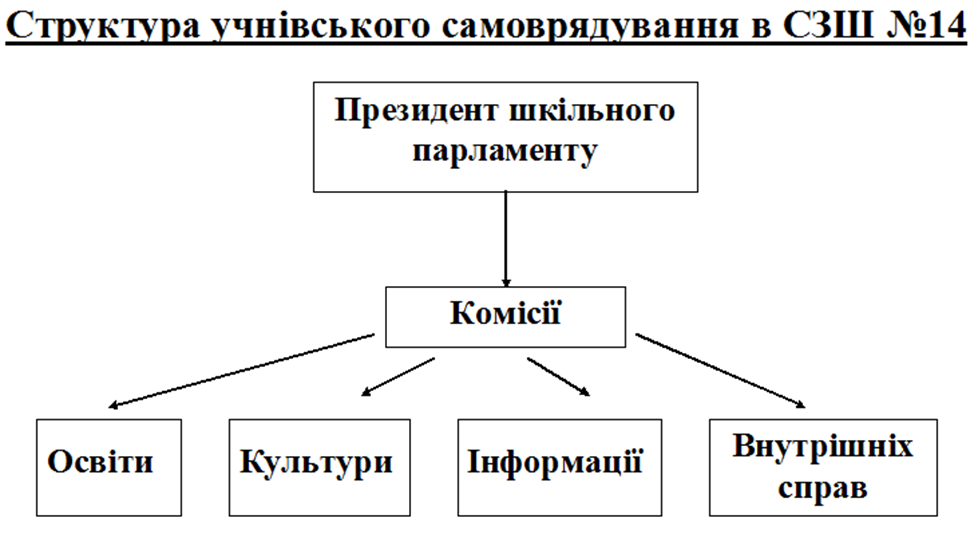 Структура учнівського самоврядування в СЗШ №14
Президент шкільного
парламенту
Комісії
Освіти
Культури
Інформації
Внутрішніх
справ